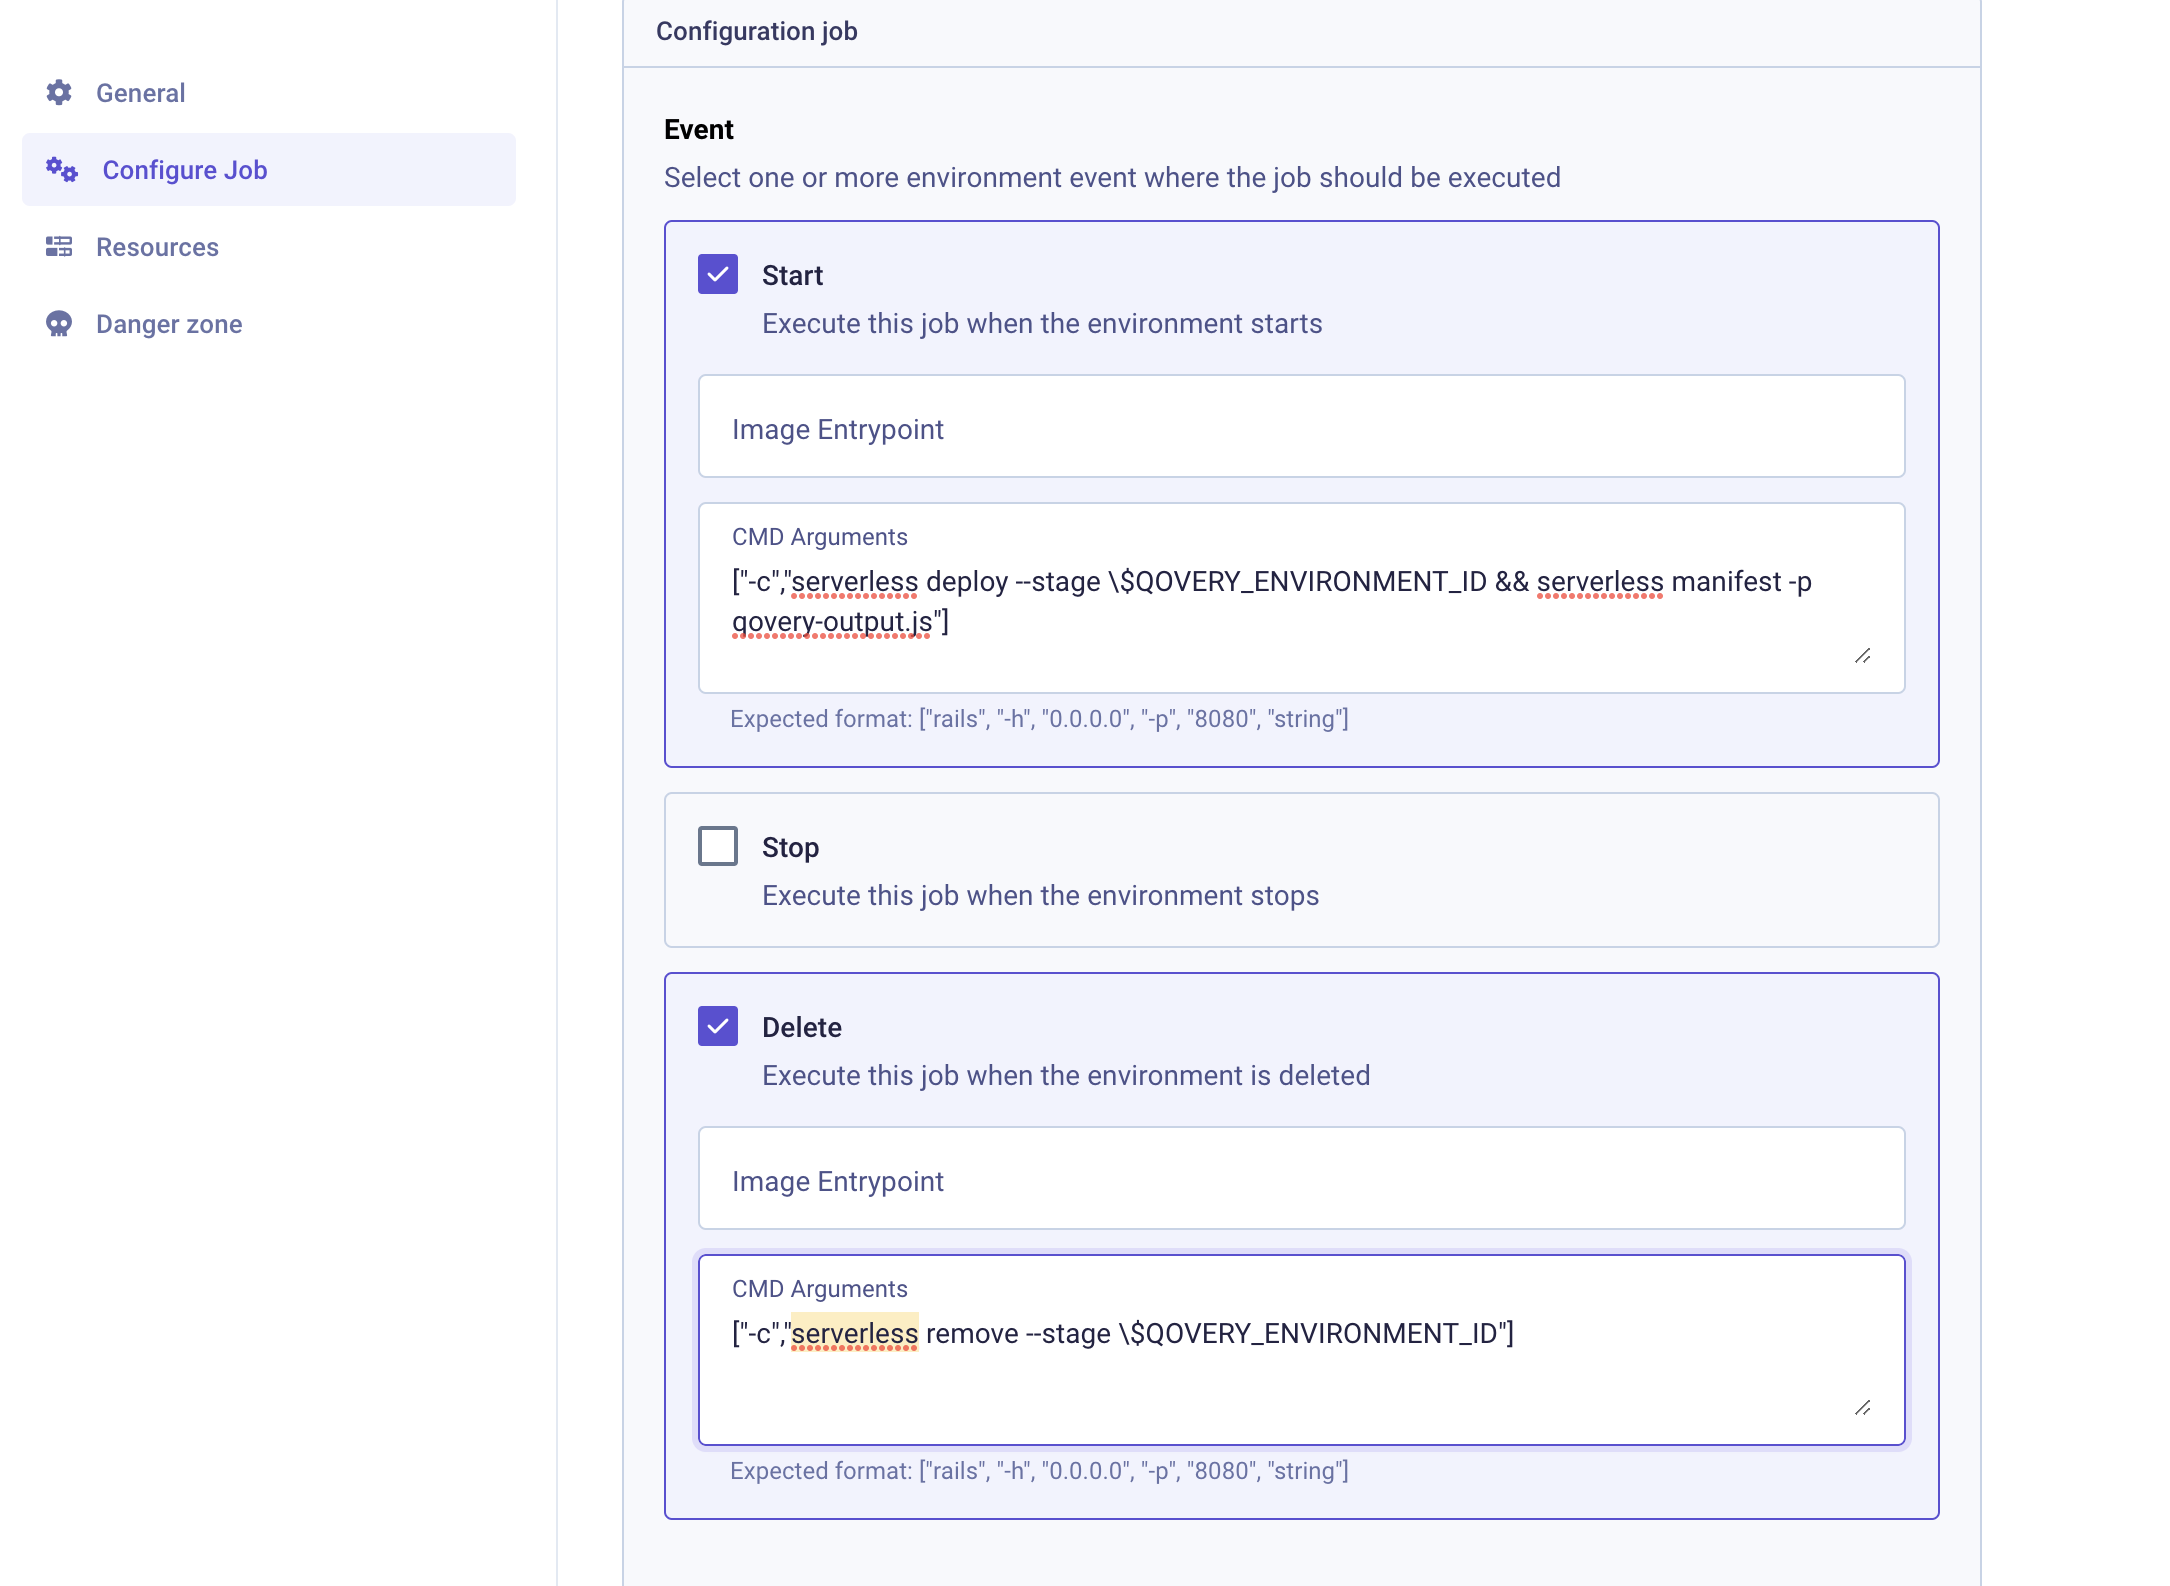 General
Configure Job
Resources
Danger zone
Configuration job
Event
Select one or more environment event where the job should be executed
Start
Execute this job when the environment starts
Image Entrypoint
CMD Arguments
["-c","serverless deploy --stage \$QOVERY_ENVIRONMENT_ID && serverless manifest -p
qovery-output.js"]
Expected format: ["rails", "-h", "0.0.0.0", "-p", "8080", "string"]
Stop
Execute this job when the environment stops
Delete
Execute this job when the environment is deleted
Image Entrypoint
CMD Arguments
["-c","serverless remove --stage \$QOVERY_ENVIRONMENT_ID"]
Expected format: ["rails", "-h", "0.0.0.0", "-p", "8080", "string"]